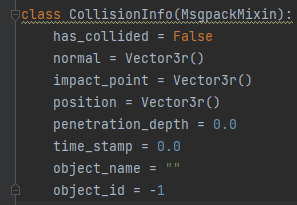 class CollisionInfo(MsgpackMixin):
    has_collided = False
    normal = Vector3r()
    impact_point = Vector3r()
    position = Vector3r()
    penetration_depth = 0.0
    time_stamp = 0.0
    object_name = ""
    object_id = -1